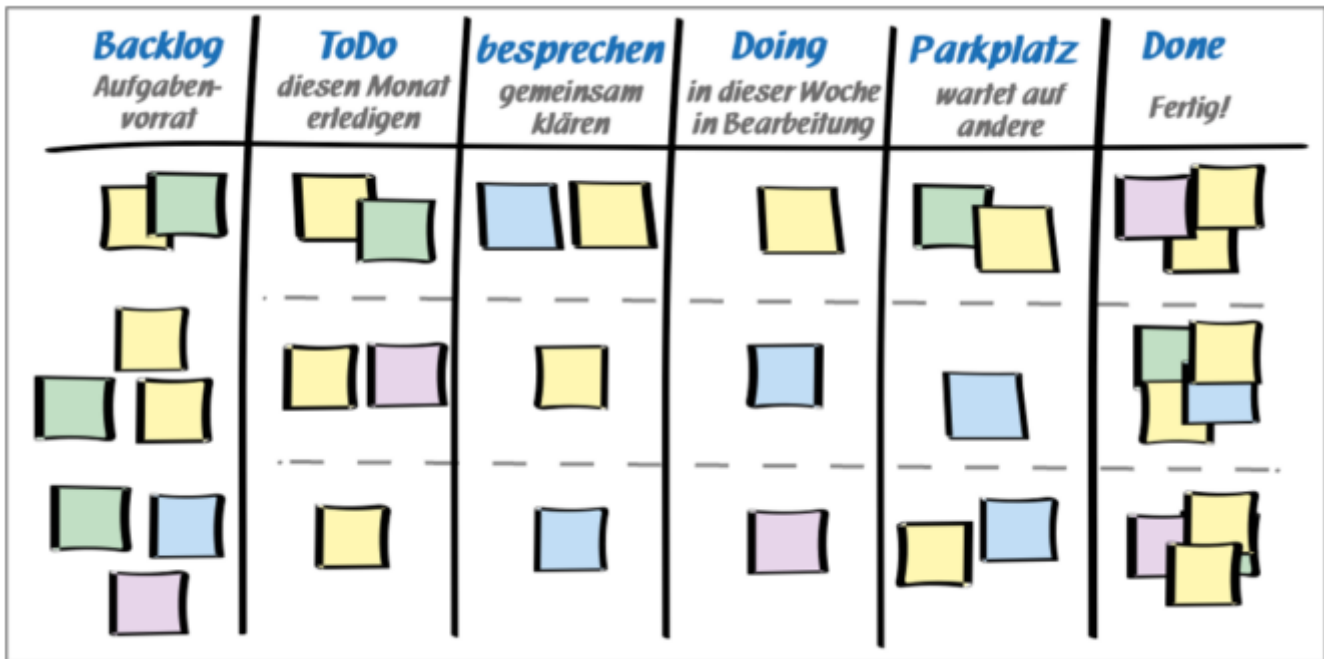 Backlog
Aufgaben-
vorrat
ToDo
diesen Monat
erledigen
besprechen
gemeinsam
klären
Doing
in dieser Woche
in Bearbeitung
Parkplatz
wartet auf
andere
Done
Fertig!